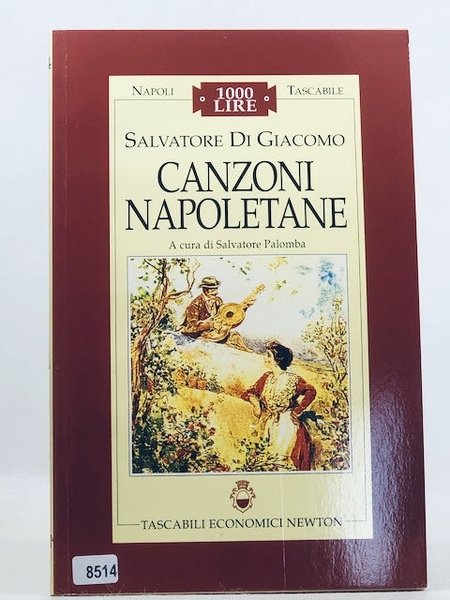 NAPOLI 1000 LIRE TASCABILE
SALVATORE DI GIACOMO
CANZONI
NAPOLETANE
A cura di Salvatore Palomba
TASCABILI ECONOMICI NEWTON
8514